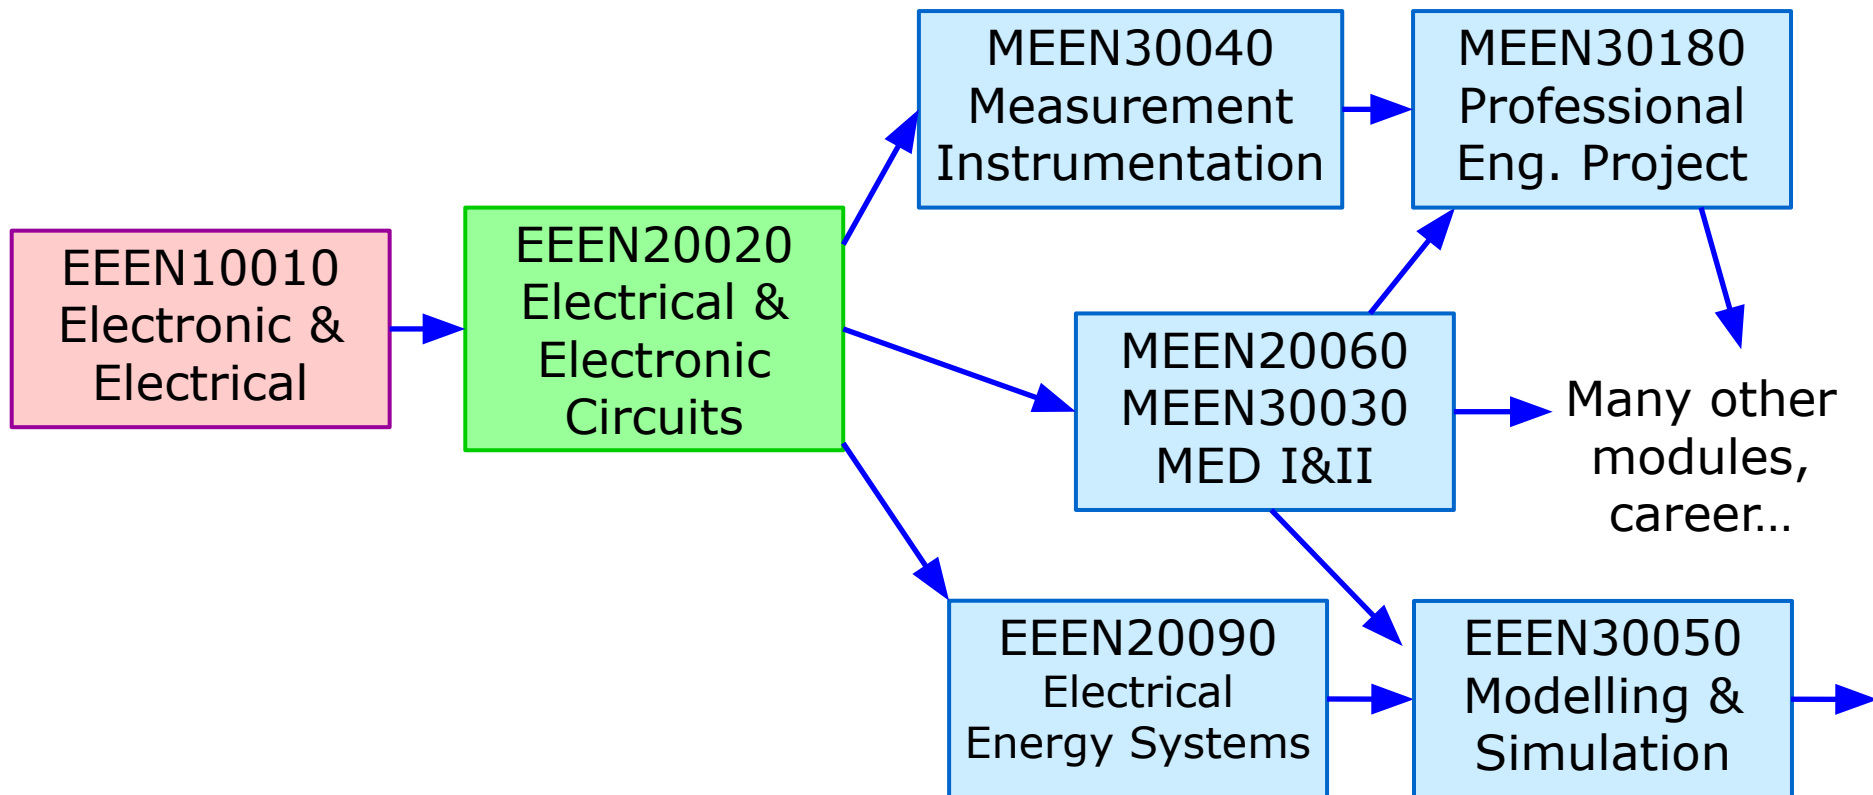 EEEN10010
Electronic &
Electrical
EEEN20020
Electrical &
Electronic
Circuits
MEEN30040
Measurement
Instrumentation
MEEN30180
Professional
Eng. Project
MEEN20060
MEEN30030
MED I&II
Many other
modules,
career…
EEEN20090
Electrical
Energy Systems
EEEN30050
Modelling &
Simulation